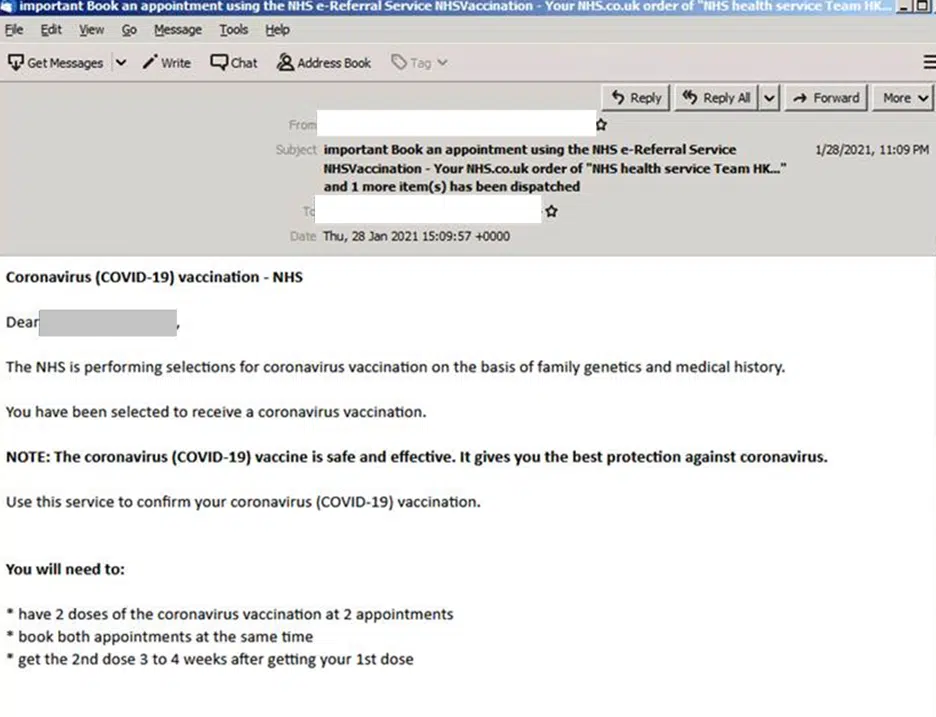 important Book an appointment using the NHS e-Referral Service NHSVaccination - Your NHS.co.uk order of "NHS health service Team HK...
File Edit View Go Message Tools Help
Get Messages Write Chat Address Book Tag
Reply Reply All Forward More
From
Subject important Book an appointment using the NHS e-Referral Service 1/28/2021, 11:09 PM
NHSVaccination - Your NHS.co.uk order of "NHS health service Team HK..."
and 1 more item(s) has been dispatched
To
Date Thu, 28 Jan 2021 15:09:57 +0000
Coronavirus (COVID-19) vaccination - NHS
Dear ,
The NHS is performing selections for coronavirus vaccination on the basis of family genetics and medical history.
You have been selected to receive a coronavirus vaccination.
NOTE: The coronavirus (COVID-19) vaccine is safe and effective. It gives you the best protection against coronavirus.
Use this service to confirm your coronavirus (COVID-19) vaccination.
You will need to:
* have 2 doses of the coronavirus vaccination at 2 appointments
* book both appointments at the same time
* get the 2nd dose 3 to 4 weeks after getting your 1st dose